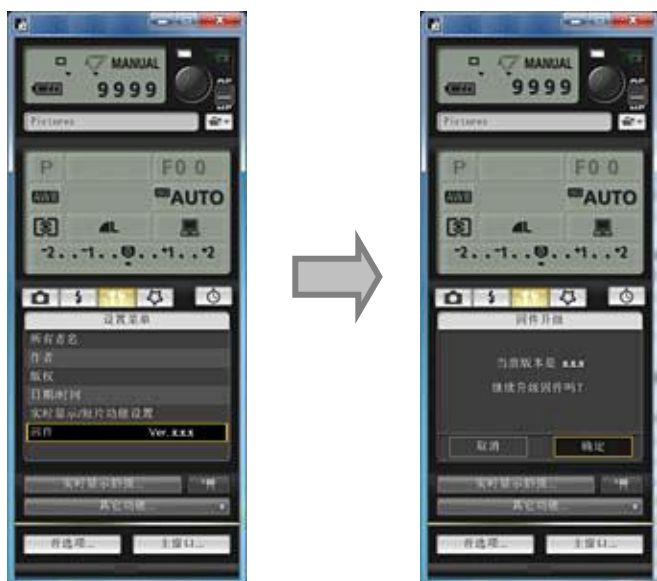 MANUAL
9999
Pictures
P F0 0
AWB AUTO
L
-2..-1..0..+1..+2
设置菜单
所有者名
作者
版权
日期/时间
实时显示/短片功能设置
固件 Ver. x.x.x
实时显示拍摄...
其它功能...
首选项... 主窗口...
MANUAL
9999
Pictures
P F0 0
AWB AUTO
L
-2..-1..0..+1..+2
固件升级
当前版本是 x.x.x
继续升级固件吗?
取消 确定
实时显示拍摄...
其它功能...
首选项... 主窗口...